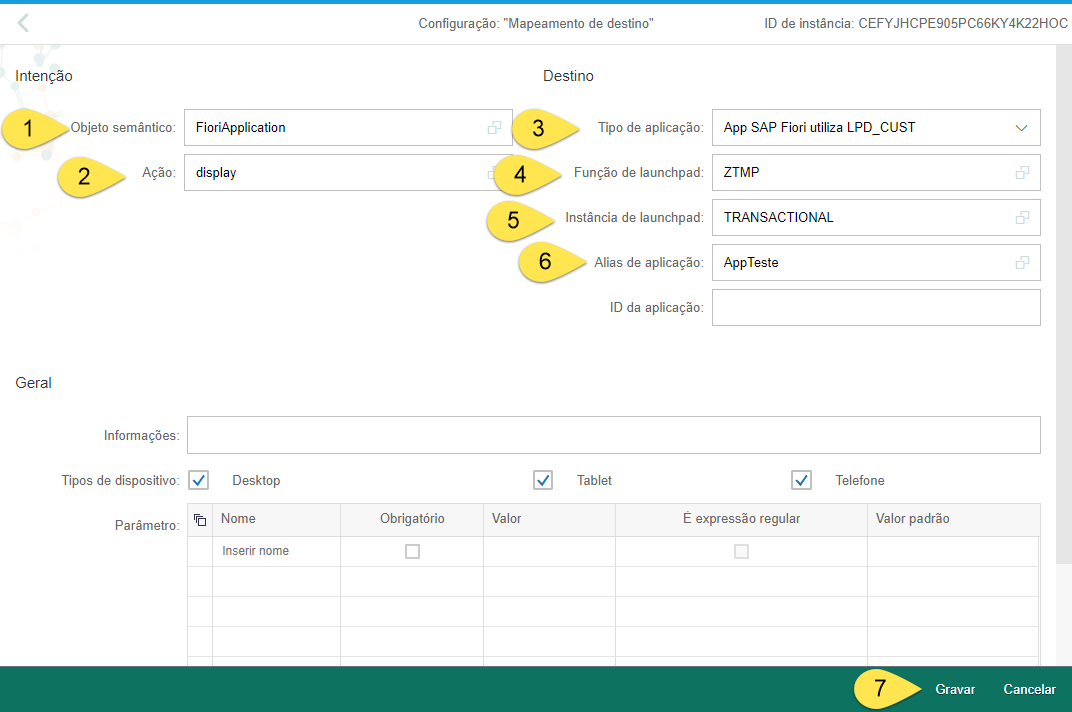 Configuração: "Mapeamento de destino" ID de instância: CEFYJHCPE905PC66KY4K22HOC
Intenção Destino
1 Objeto semântico: FioriApplication 3 Tipo de aplicação: App SAP Fiori utiliza LPD_CUST
2 Ação: display 4 Função de launchpad: ZTMP
5 Instância de launchpad: TRANSACTIONAL
6 Alias de aplicação: AppTeste
ID da aplicação:
Geral
Informações:
Tipos de dispositivo: Desktop Tablet Telefone
Parâmetro: Nome Obrigatório Valor É expressão regular Valor padrão
Inserir nome
7 Gravar Cancelar